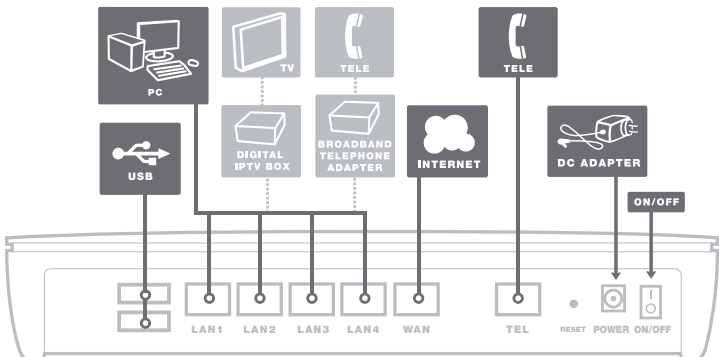 PC
TV
TELE
TELE
USB
DIGITAL
IPTV BOX
BROADBAND
TELEPHONE
ADAPTER
INTERNET
DC ADAPTER
ON/OFF
LAN1 LAN2 LAN3 LAN4 WAN TEL RESET POWER ON/OFF